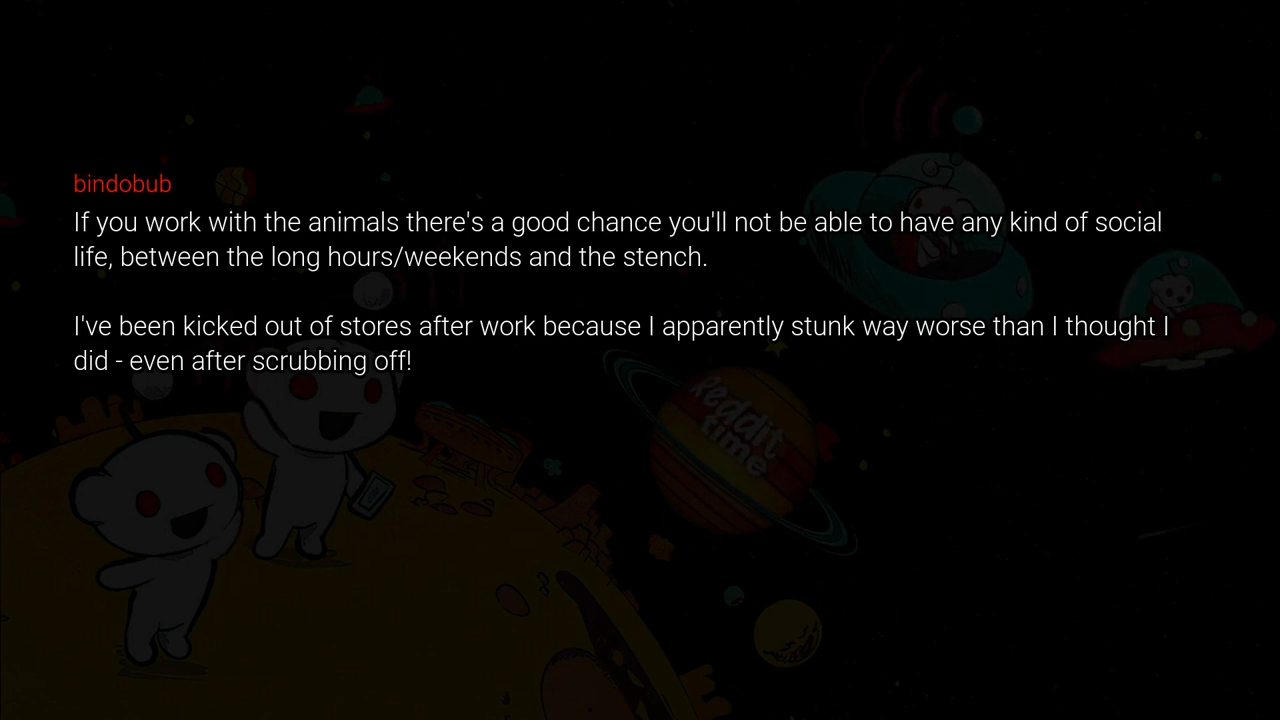 bindobub
If you work with the animals there's a good chance you'll not be able to have any kind of social
life, between the long hours/weekends and the stench.
I've been kicked out of stores after work because I apparently stunk way worse than I thought I
did - even after scrubbing off!
Reddit
time